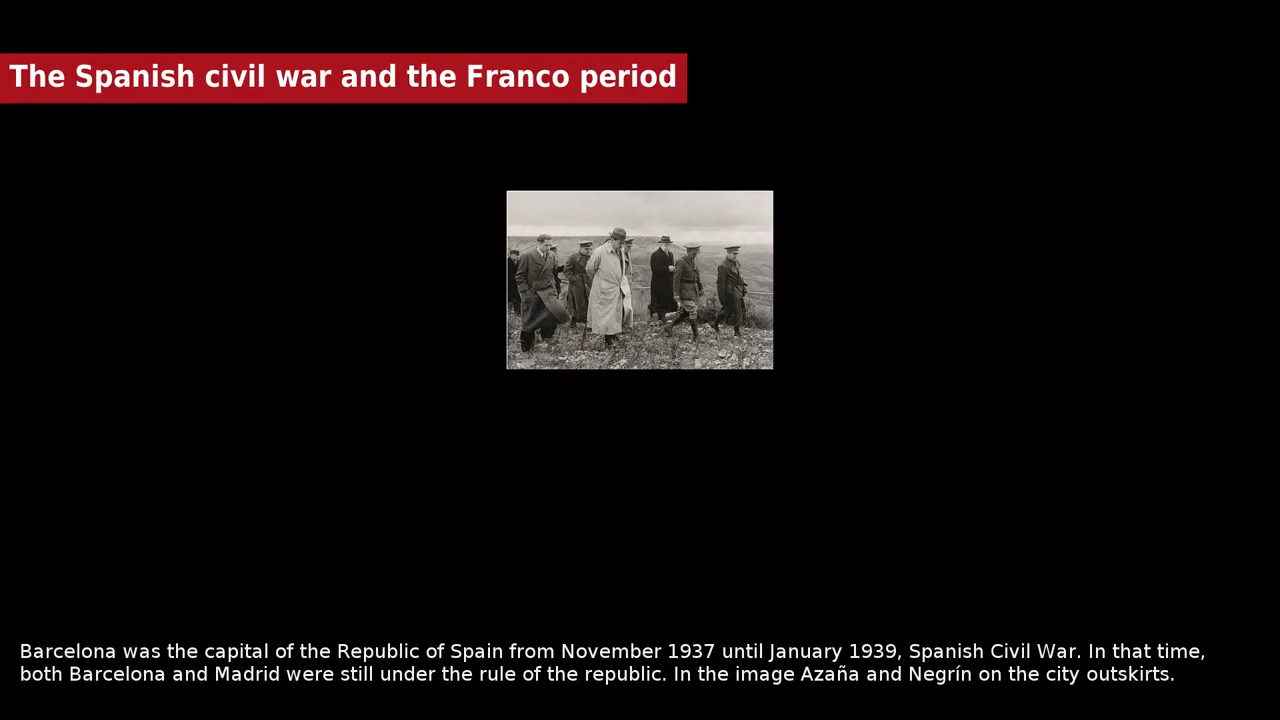 The Spanish civil war and the Franco period
Barcelona was the capital of the Republic of Spain from November 1937 until January 1939, Spanish Civil War. In that time,
both Barcelona and Madrid were still under the rule of the republic. In the image Azaña and Negrín on the city outskirts.